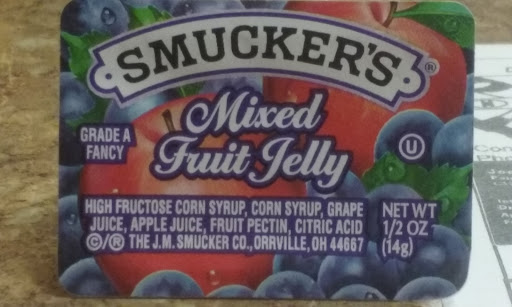 SMUCKER'S®
Mixed
Fruit Jelly
GRADE A
FANCY
U
HIGH FRUCTOSE CORN SYRUP, CORN SYRUP, GRAPE
JUICE, APPLE JUICE, FRUIT PECTIN, CITRIC ACID
©/® THE J.M. SMUCKER CO., ORRVILLE, OH 44667
NET WT
1/2 OZ
(14g)